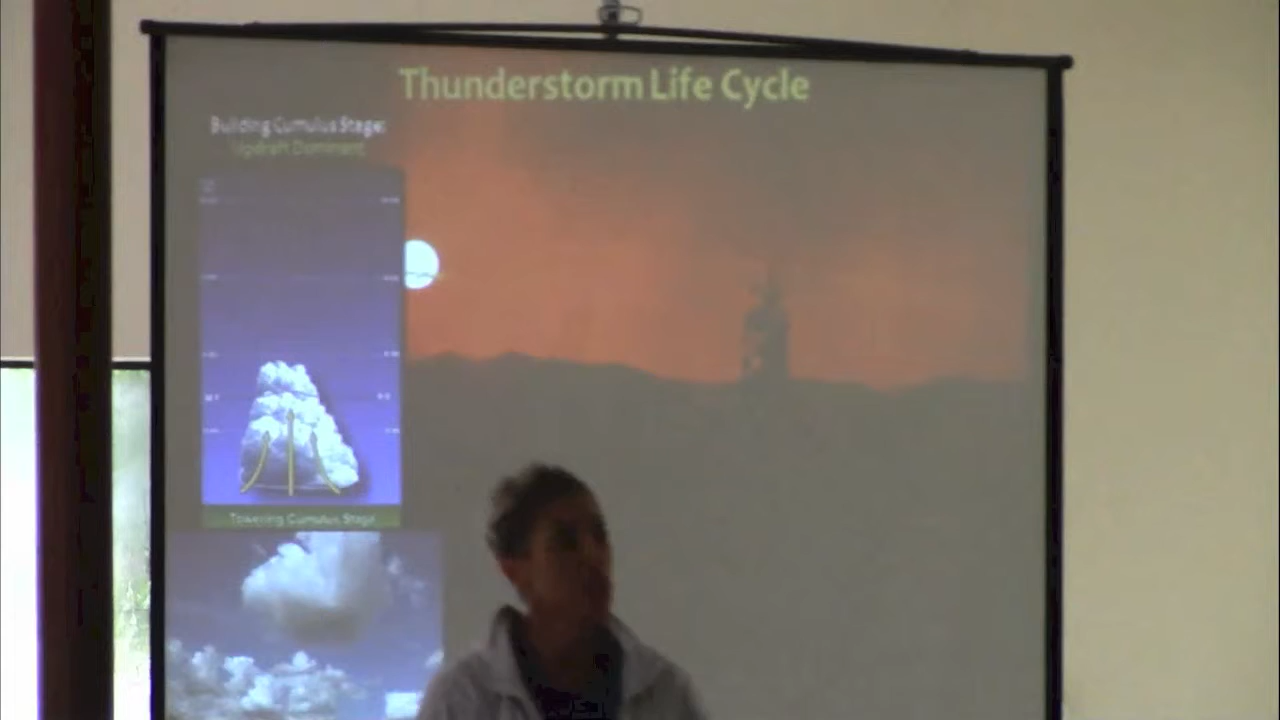 Thunderstorm Life Cycle
Building Cumulus Stage:
Updraft Dominant
Towering Cumulus Stage